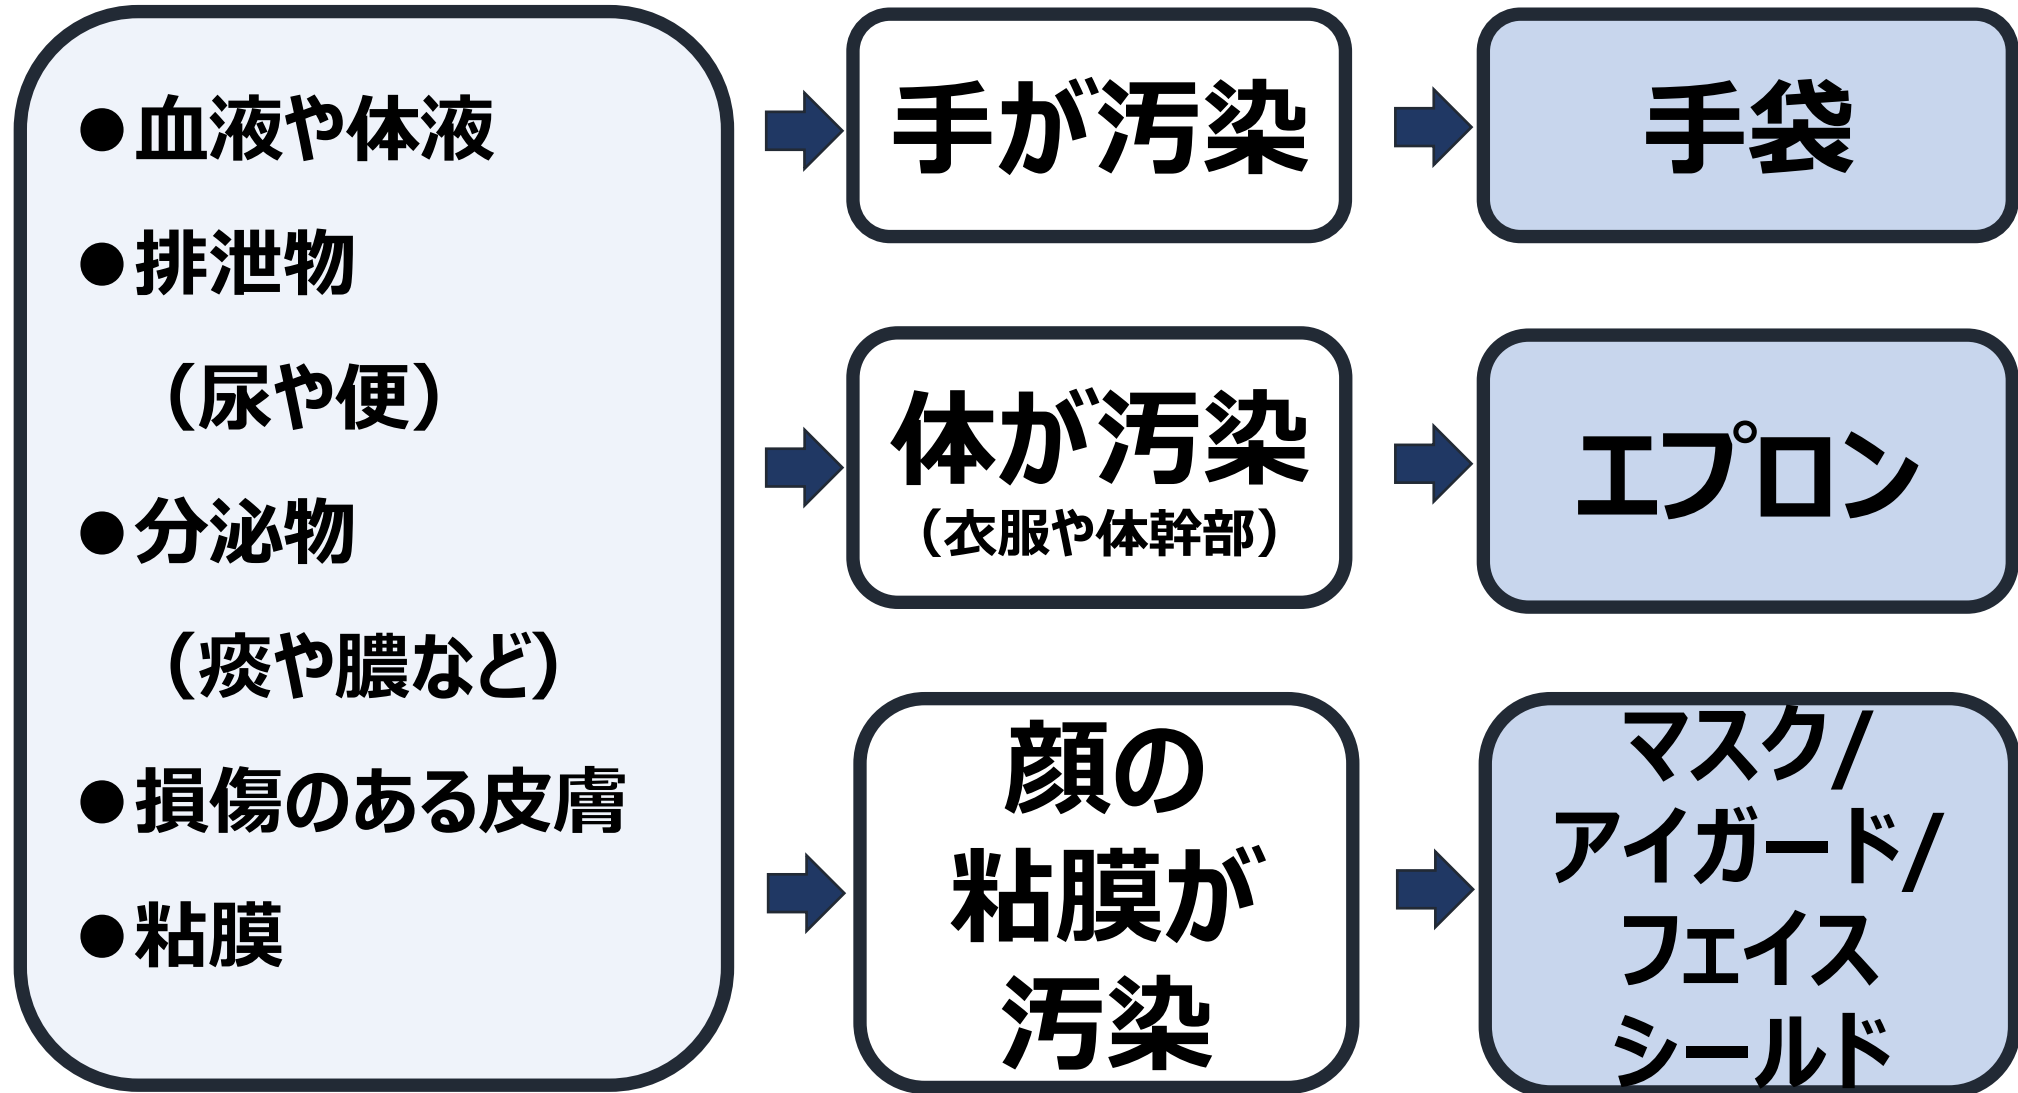 ●血液や体液
●排泄物
（尿や便）
●分泌物
（痰や膿など）
●損傷のある皮膚
●粘膜
手が汚染
手袋
体が汚染
（衣服や体幹部）
エプロン
顔の
粘膜が
汚染
マスク/
アイガード/
フェイス
シールド